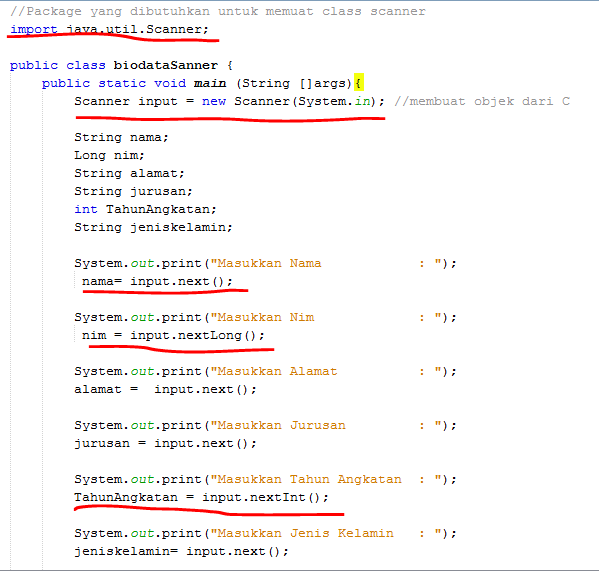 //Package yang dibutuhkan untuk memuat class scanner
import java.util.Scanner;
public class biodataSanner {
public static void main (String []args){
Scanner input = new Scanner(System.in); //membuat objek dari C
String nama;
Long nim;
String alamat;
String jurusan;
int TahunAngkatan;
String jeniskelamin;
System.out.print("Masukkan Nama : ");
nama= input.next();
System.out.print("Masukkan Nim : ");
nim = input.nextLong();
System.out.print("Masukkan Alamat : ");
alamat = input.next();
System.out.print("Masukkan Jurusan : ");
jurusan = input.next();
System.out.print("Masukkan Tahun Angkatan : ");
TahunAngkatan = input.nextInt();
System.out.print("Masukkan Jenis Kelamin : ");
jeniskelamin= input.next();